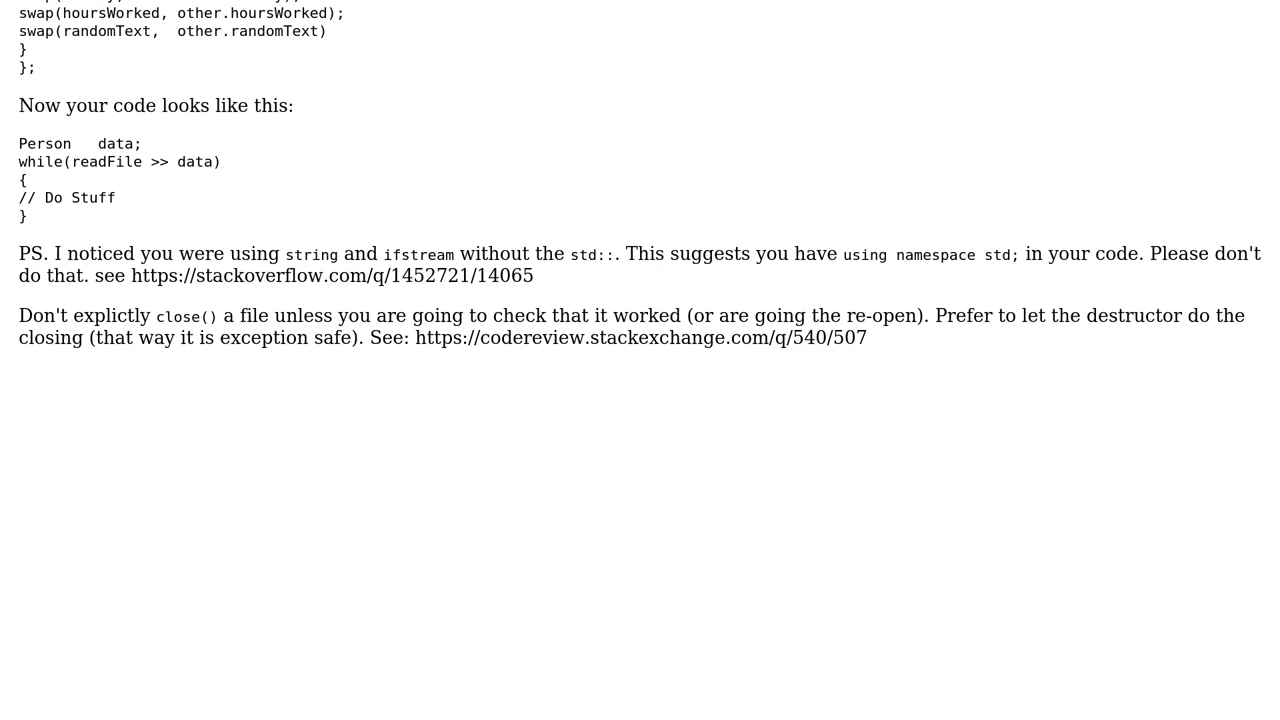 swap(hoursWorked, other.hoursWorked);
swap(randomText,  other.randomText)
}
};
Now your code looks like this:
Person   data;
while(readFile >> data)
{
// Do Stuff
}
PS. I noticed you were using string and ifstream without the std::. This suggests you have using namespace std; in your code. Please don't
do that. see https://stackoverflow.com/q/1452721/14065
Don't explictly close() a file unless you are going to check that it worked (or are going the re-open). Prefer to let the destructor do the
closing (that way it is exception safe). See: https://codereview.stackexchange.com/q/540/507